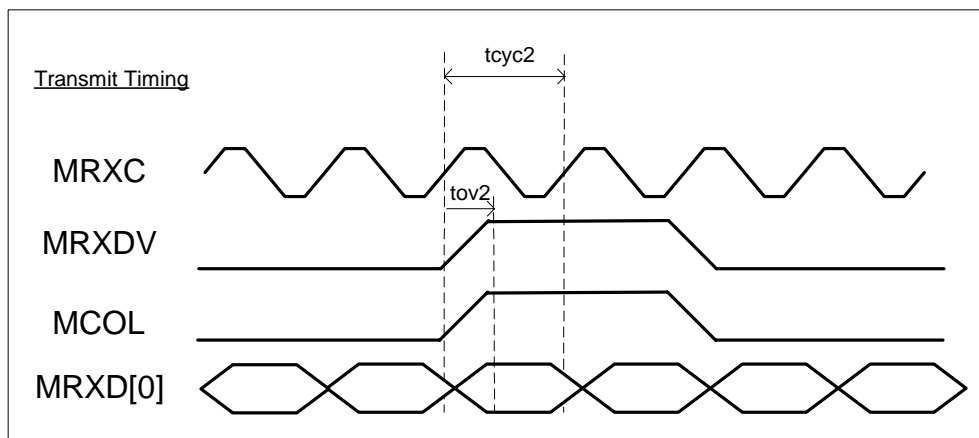 tcyc2
Transmit Timing
MRXC
tov2
MRXDV
MCOL
MRXD[0]